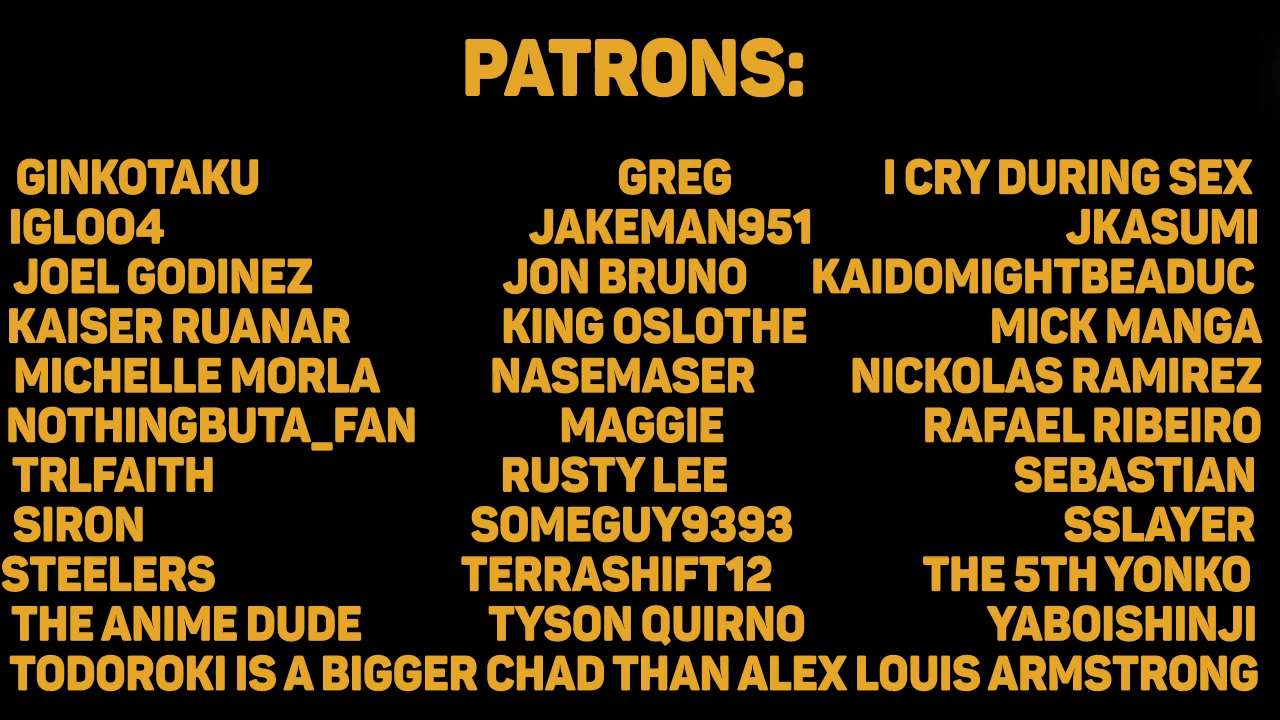 PATRONS:
GINKOTAKU GREG I CRY DURING SEX
IGLOO4 JAKEMAN951 JKASUMI
JOEL GODINEZ JON BRUNO KAIDOMIGHTBEADUC
KAISER RUANAR KING OSLOTHE MICK MANGA
MICHELLE MORLA NASEMASER NICKOLAS RAMIREZ
NOTHINGBUTA_FAN MAGGIE RAFAEL RIBEIRO
TRLFAITH RUSTY LEE SEBASTIAN
SIRON SOMEGUY9393 SSLAYER
STEELERS TERRASHIFT12 THE 5TH YONKO
THE ANIME DUDE TYSON QUIRNO YABOISHINJI
TODOROKI IS A BIGGER CHAD THAN ALEX LOUIS ARMSTRONG